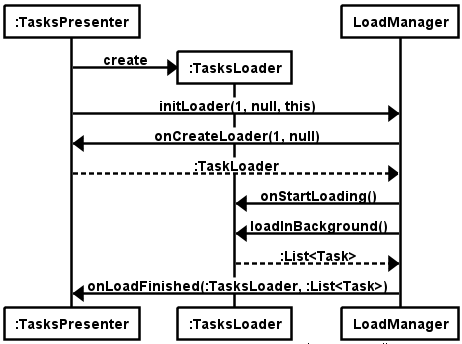 :TasksPresenter
LoadManager
create
:TasksLoader
initLoader(1, null, this)
onCreateLoader(1, null)
:TaskLoader
onStartLoading()
loadInBackground()
:List<Task>
onLoadFinished(:TasksLoader, :List<Task>)
:TasksPresenter
:TasksLoader
LoadManager